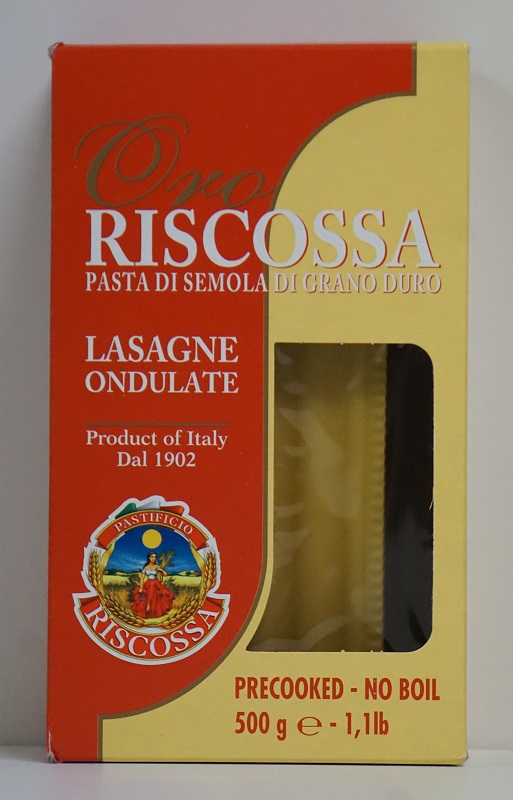 Oro
RISCOSSA
PASTA DI SEMOLA DI GRANO DURO
LASAGNE
ONDULATE
Product of Italy
Dal 1902
PASTIFICIO
RISCOSSA
PRECOOKED - NO BOIL
500 g ℮ - 1,1lb